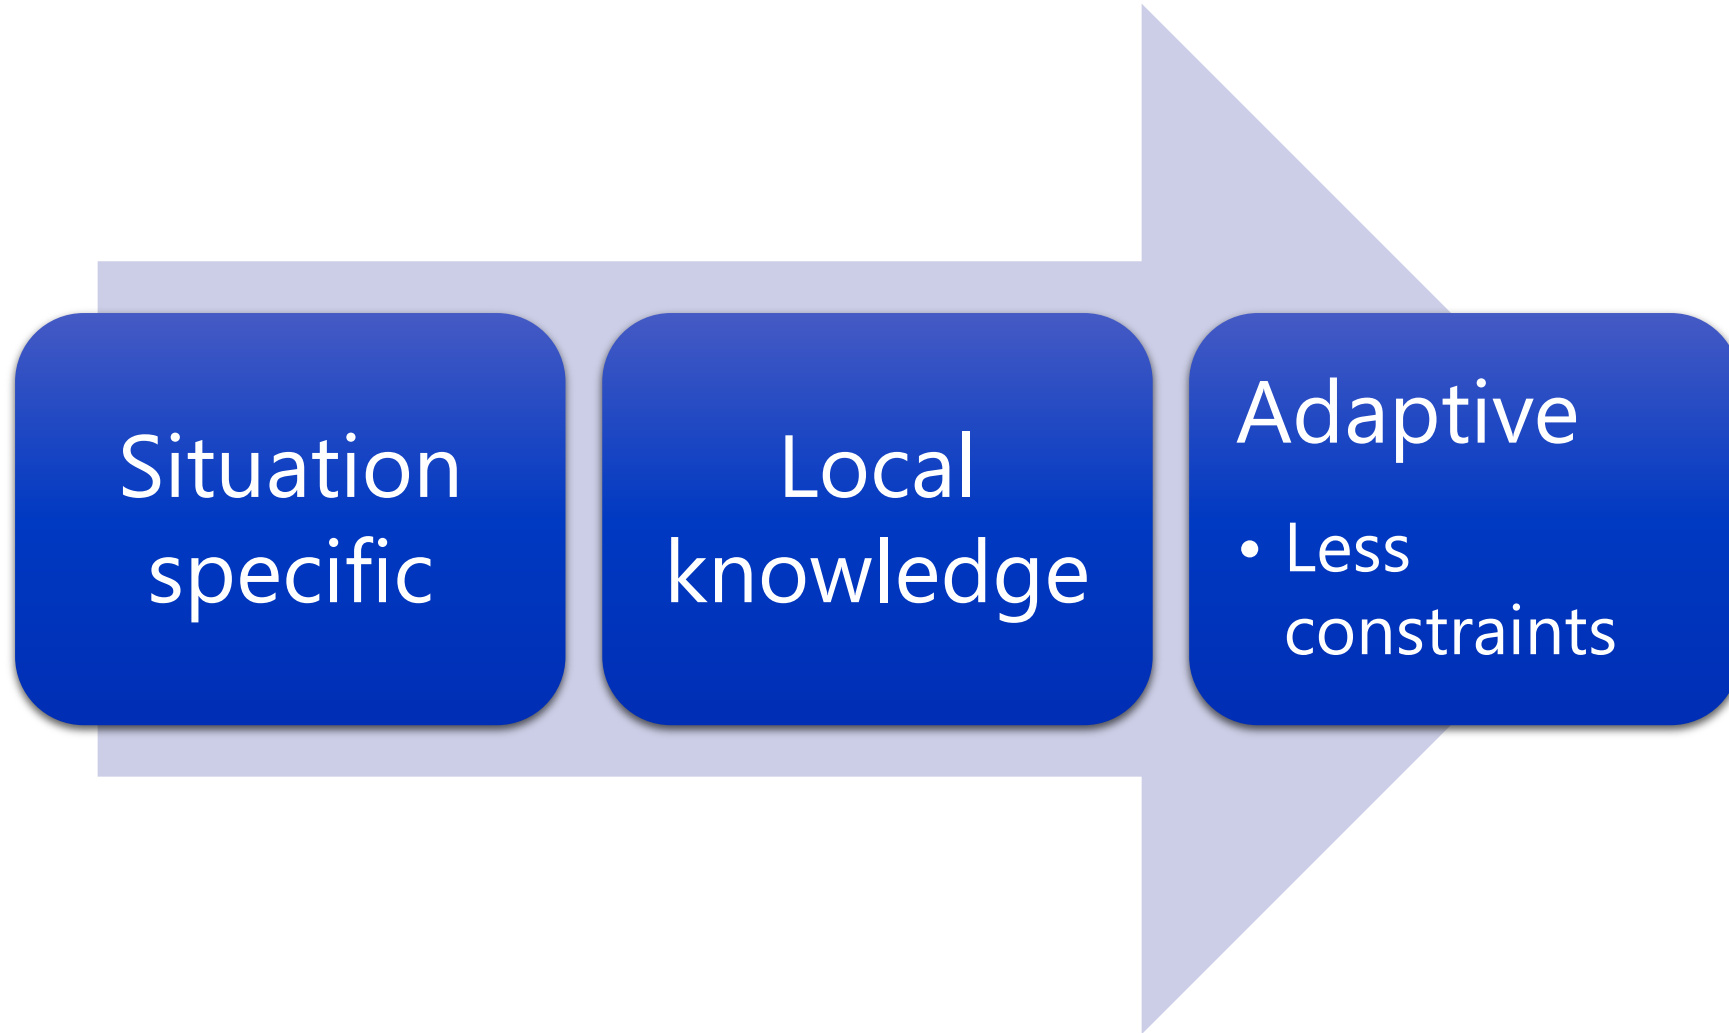 Situation
specific
Local
knowledge
Adaptive
• Less
constraints